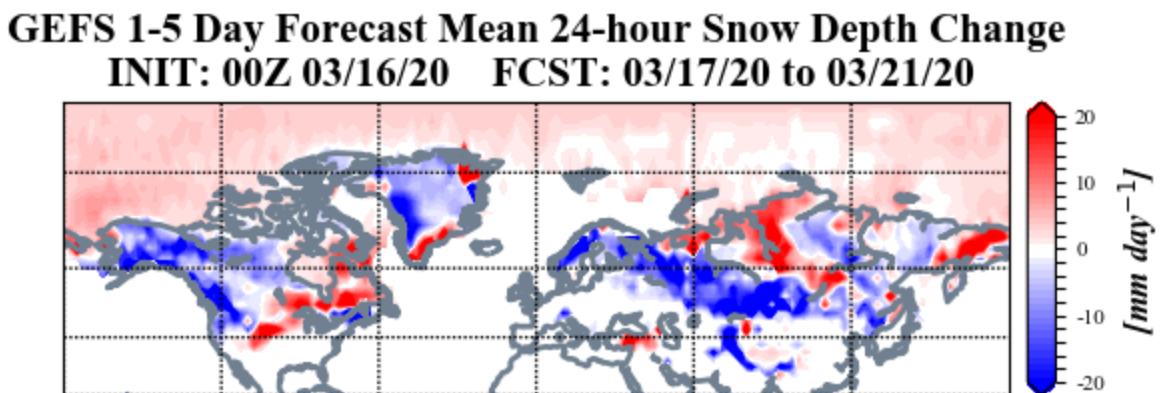 GEFS 1-5 Day Forecast Mean 24-hour Snow Depth Change
INIT: 00Z 03/16/20 FCST: 03/17/20 to 03/21/20
20
10
0
-10
-20
[mm day⁻¹]